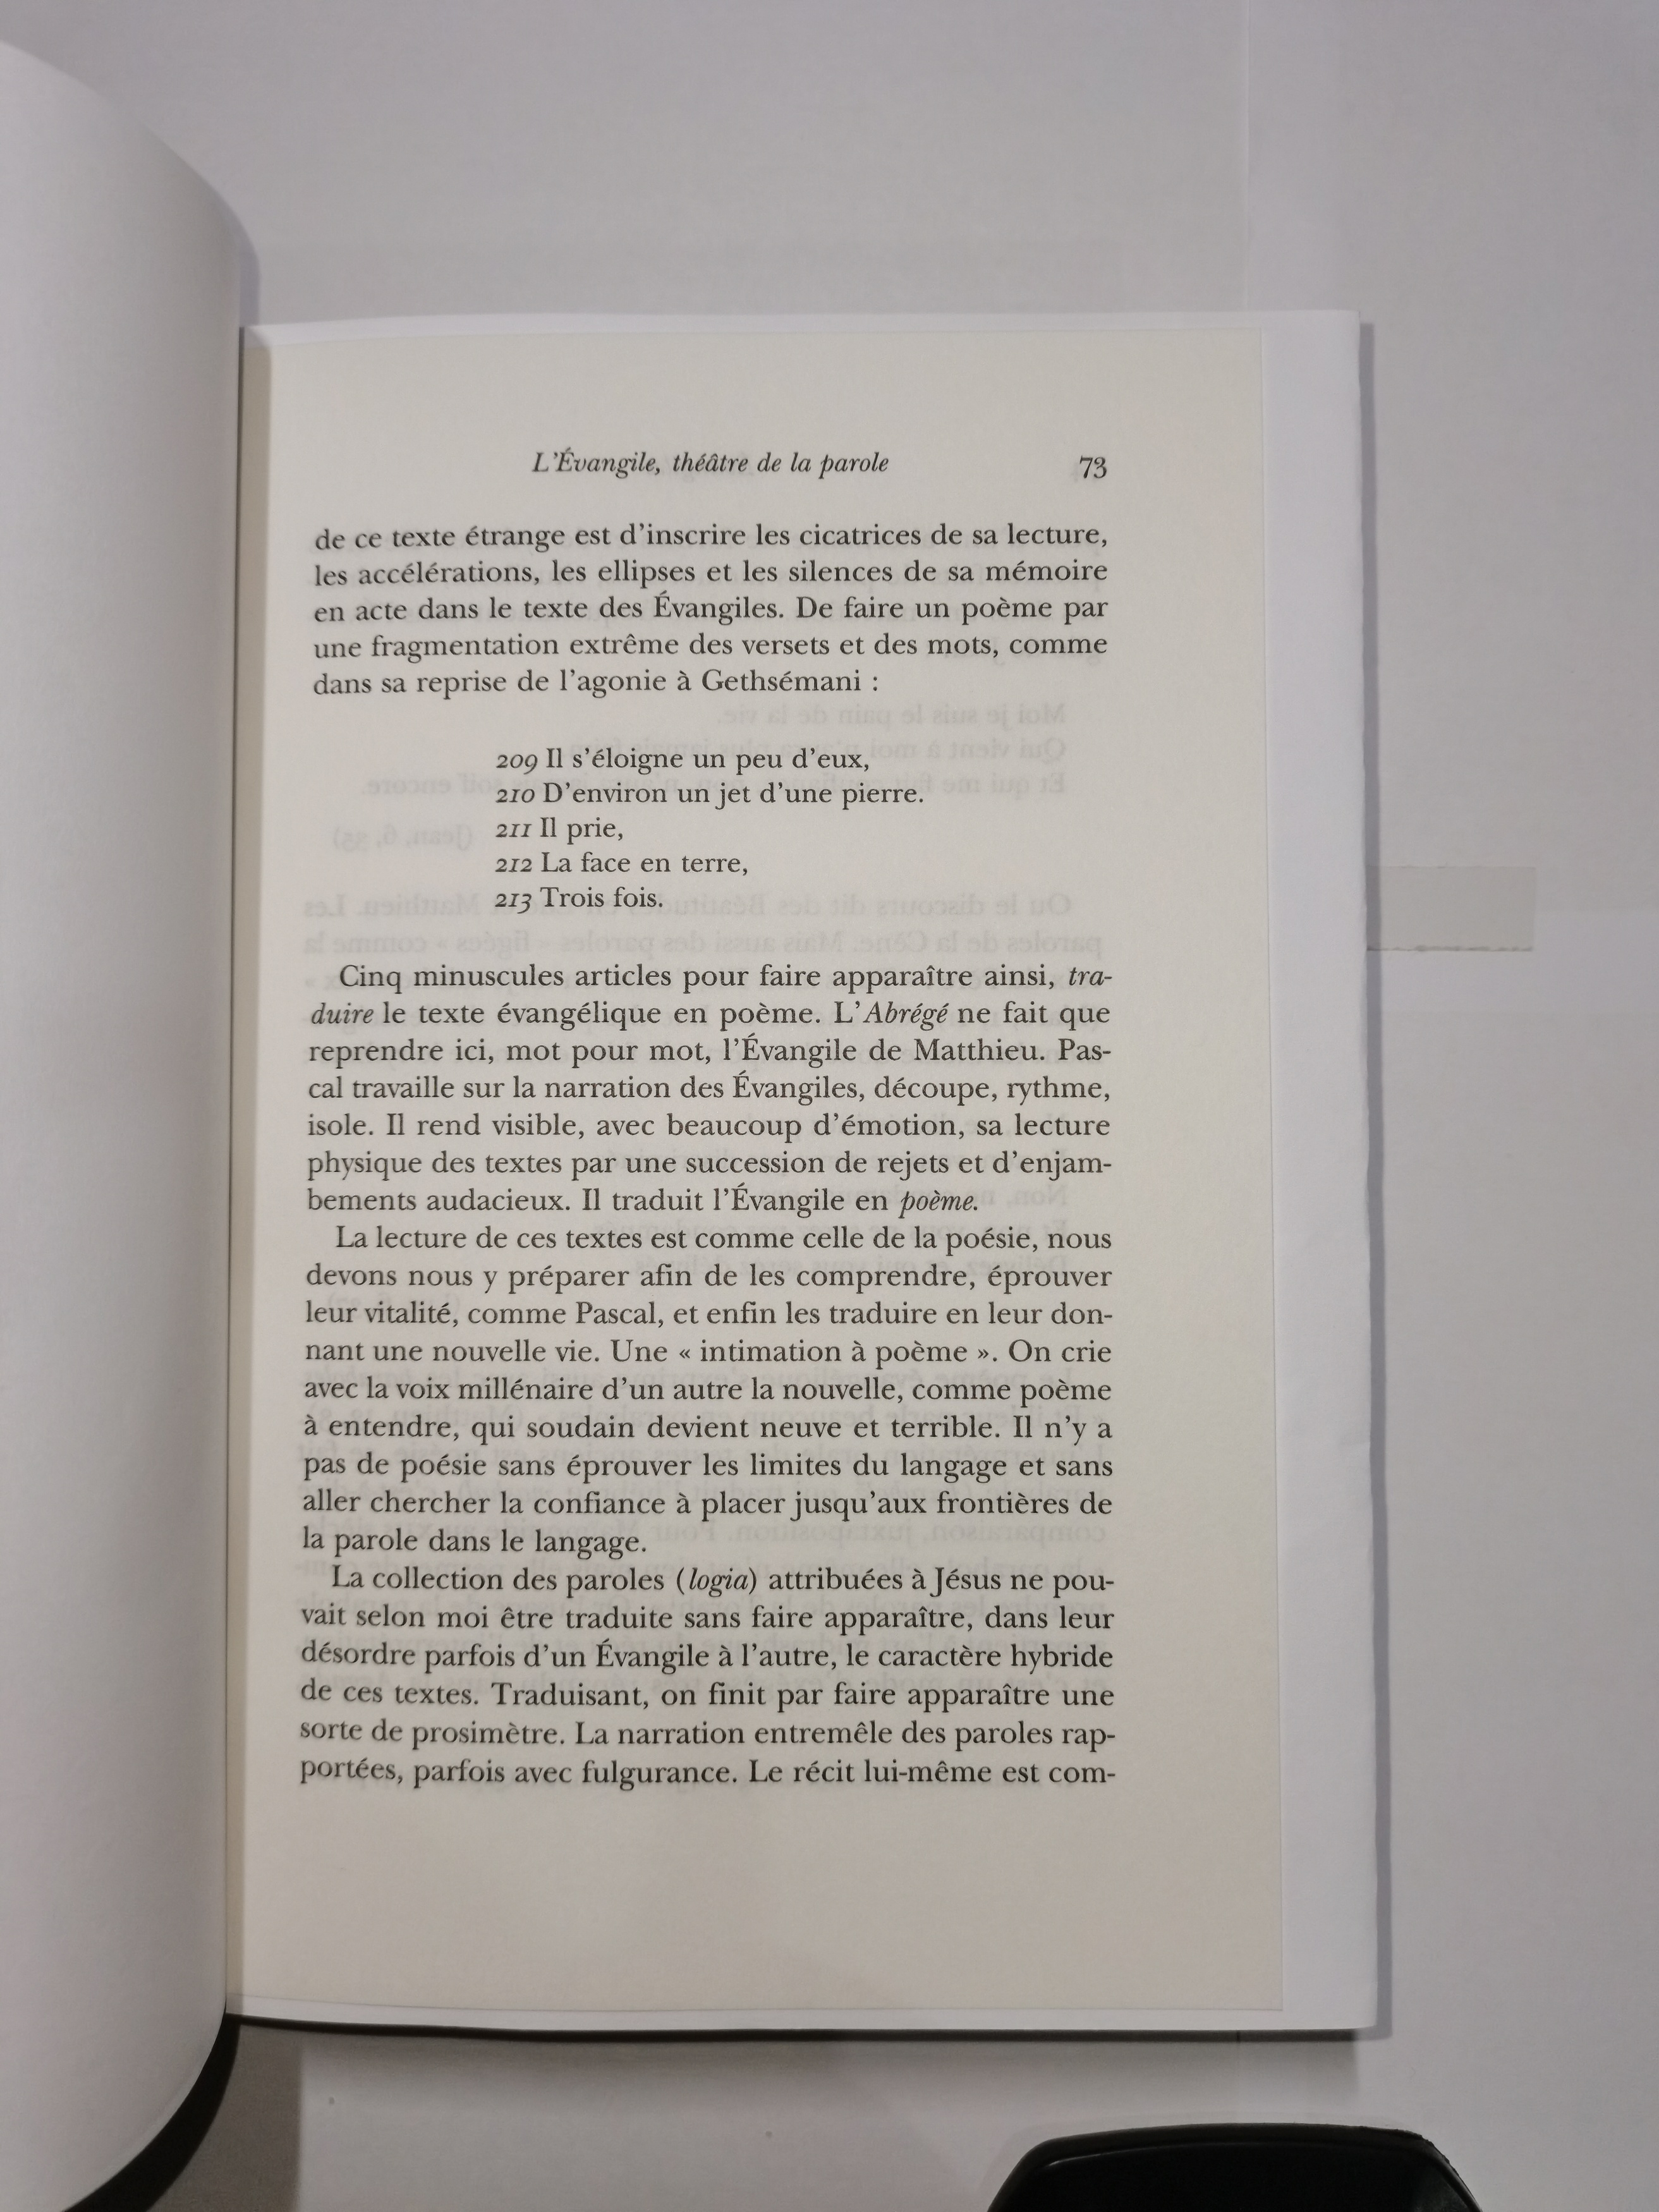 L'Évangile, théâtre de la parole 73
de ce texte étrange est d'inscrire les cicatrices de sa lecture,
les accélérations, les ellipses et les silences de sa mémoire
en acte dans le texte des Évangiles. De faire un poème par
une fragmentation extrême des versets et des mots, comme
dans sa reprise de l'agonie à Gethsémani :
209 Il s'éloigne un peu d'eux,
210 D'environ un jet d'une pierre.
211 Il prie,
212 La face en terre,
213 Trois fois.
Cinq minuscules articles pour faire apparaître ainsi, tra-
duire le texte évangélique en poème. L'Abrégé ne fait que
reprendre ici, mot pour mot, l'Évangile de Matthieu. Pas-
cal travaille sur la narration des Évangiles, découpe, rythme,
isole. Il rend visible, avec beaucoup d'émotion, sa lecture
physique des textes par une succession de rejets et d'enjam-
bements audacieux. Il traduit l'Évangile en poème.
La lecture de ces textes est comme celle de la poésie, nous
devons nous y préparer afin de les comprendre, éprouver
leur vitalité, comme Pascal, et enfin les traduire en leur don-
nant une nouvelle vie. Une « intimation à poème ». On crie
avec la voix millénaire d'un autre la nouvelle, comme poème
à entendre, qui soudain devient neuve et terrible. Il n'y a
pas de poésie sans éprouver les limites du langage et sans
aller chercher la confiance à placer jusqu'aux frontières de
la parole dans le langage.
La collection des paroles (logia) attribuées à Jésus ne pou-
vait selon moi être traduite sans faire apparaître, dans leur
désordre parfois d'un Évangile à l'autre, le caractère hybride
de ces textes. Traduisant, on finit par faire apparaître une
sorte de prosimètre. La narration entremêle des paroles rap-
portées, parfois avec fulgurance. Le récit lui-même est com-